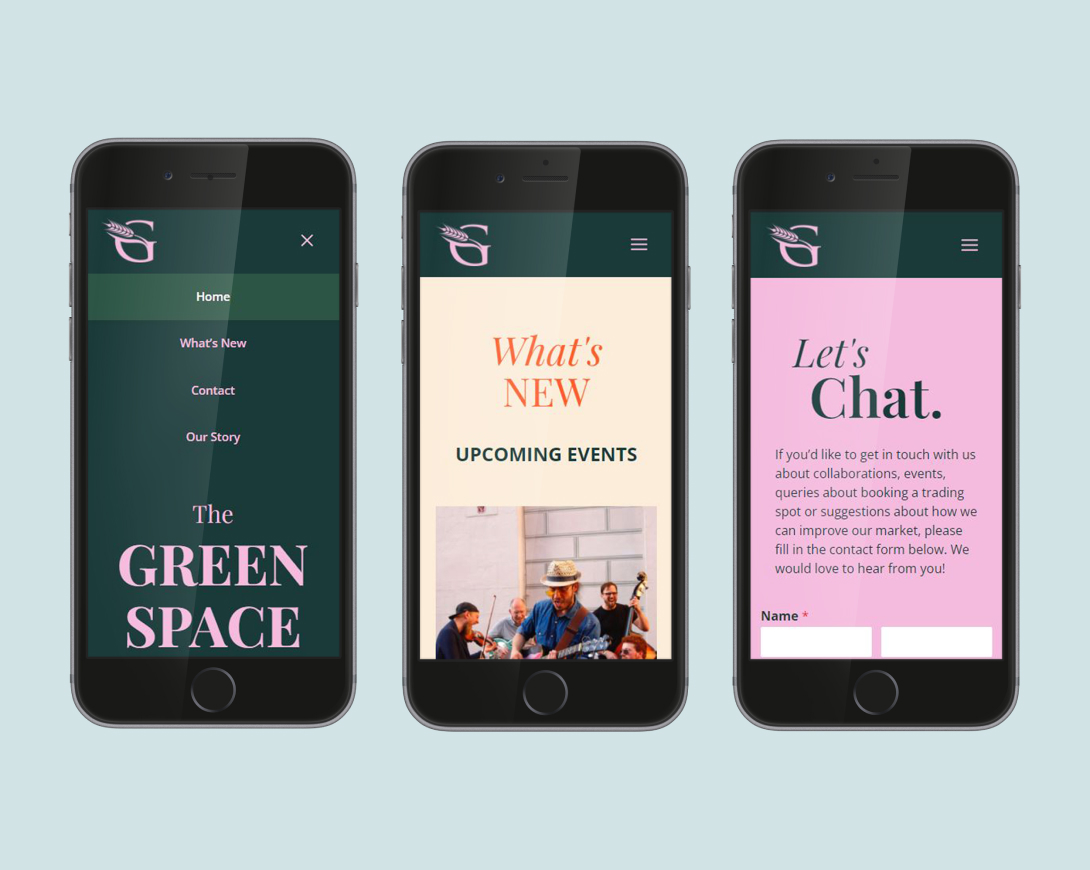 G
Home
What's New
Contact
Our Story
The
GREEN
SPACE
G
What's
NEW
UPCOMING EVENTS
G
Let's
Chat.
If you'd like to get in touch with us
about collaborations, events,
queries about booking a trading
spot or suggestions about how we
can improve our market, please
fill in the contact form below. We
would love to hear from you!
Name *